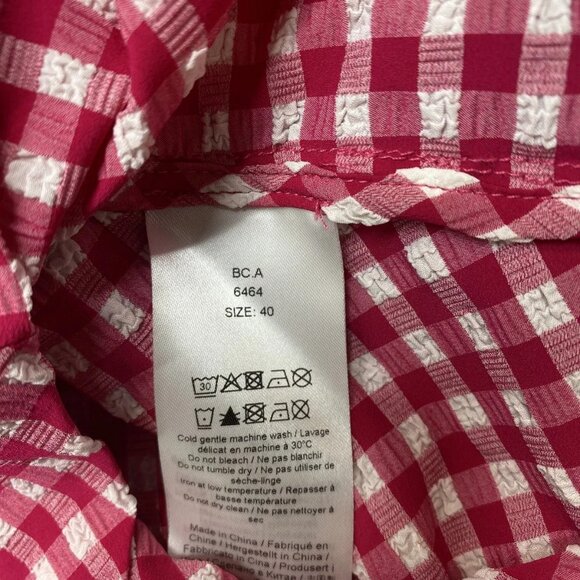 BC.A
6464
SIZE: 40
30
Cold gentle machine wash / Lavage
délicat en machine à 30°C
Do not bleach / Ne pas blanchir
Do not tumble dry / Ne pas utiliser de
sèche-linge
Iron at low temperature / Repasser à
basse température
Do not dry clean / Ne pas nettoyer à
sec
Made in China / Fabriqué en
Chine / Hergestellt in China /
Fabbricato in Cina / Produsert i
Сделано в Китае